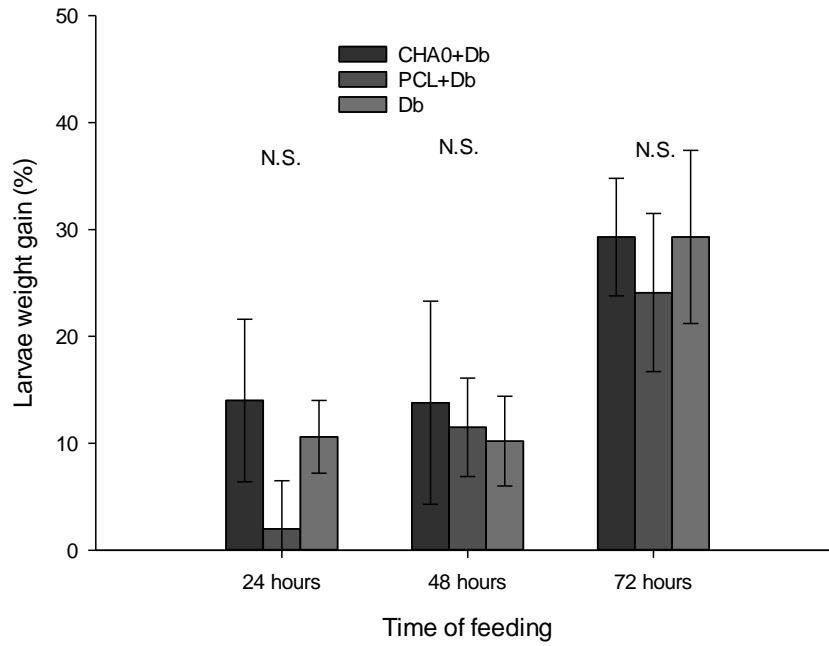 50
40
30
20
10
0
Larvae weight gain (%)
CHA0+Db
PCL+Db
Db
N.S.
N.S.
N.S.
24 hours
48 hours
72 hours
Time of feeding